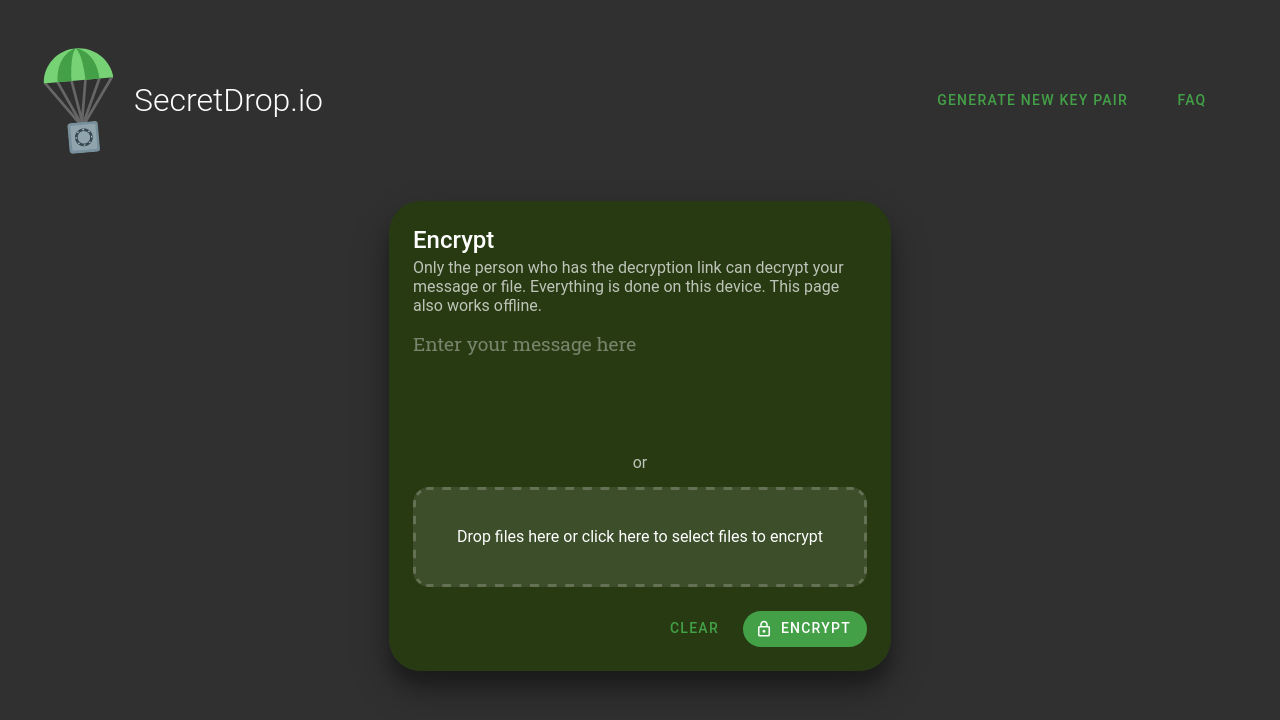 SecretDrop.io
GENERATE NEW KEY PAIR
FAQ
Encrypt
Only the person who has the decryption link can decrypt your
message or file. Everything is done on this device. This page
also works offline.
Enter your message here
or
Drop files here or click here to select files to encrypt
CLEAR
ENCRYPT